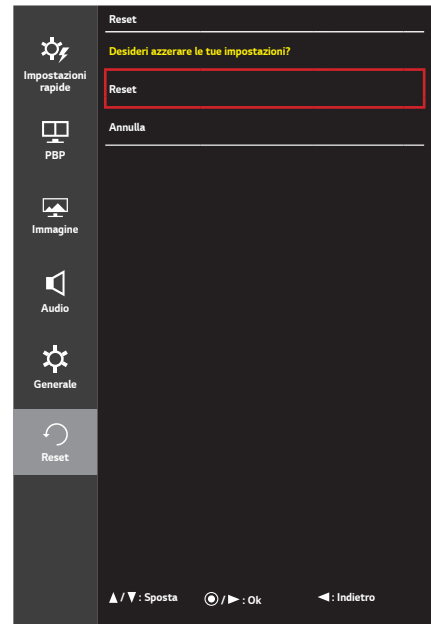 Impostazioni
rapide
PBP
Immagine
Audio
Generale
Reset
Reset
Desideri azzerare le tue impostazioni?
Reset
Annulla
▲/▼: Sposta ◉/►: Ok ◄: Indietro